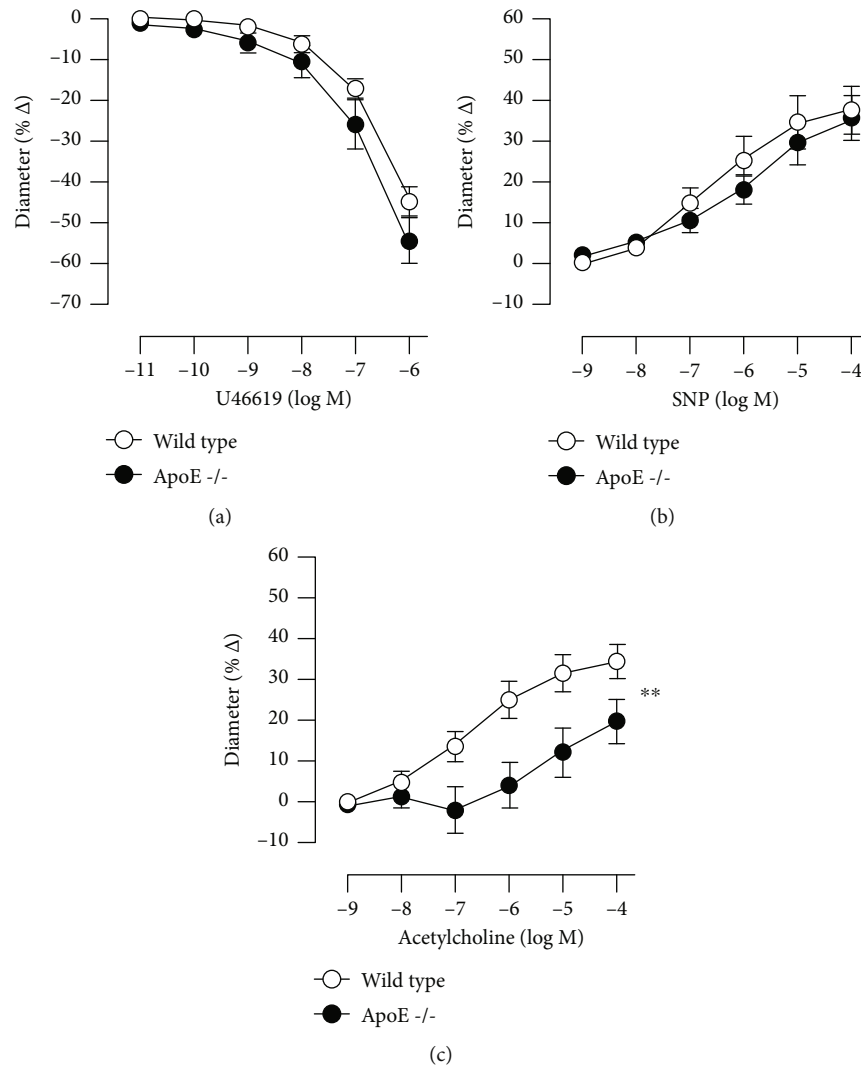 0
−10
−20
−30
−40
−50
−60
−70
Diameter (% Δ)
−11 −10 −9 −8 −7 −6
U46619 (log M)
Wild type
ApoE -/-
(a)
60
50
40
30
20
10
0
−10
Diameter (% Δ)
−9 −8 −7 −6 −5 −4
SNP (log M)
Wild type
ApoE -/-
(b)
60
50
40
30
20
10
0
−10
Diameter (% Δ)
**
−9 −8 −7 −6 −5 −4
Acetylcholine (log M)
Wild type
ApoE -/-
(c)